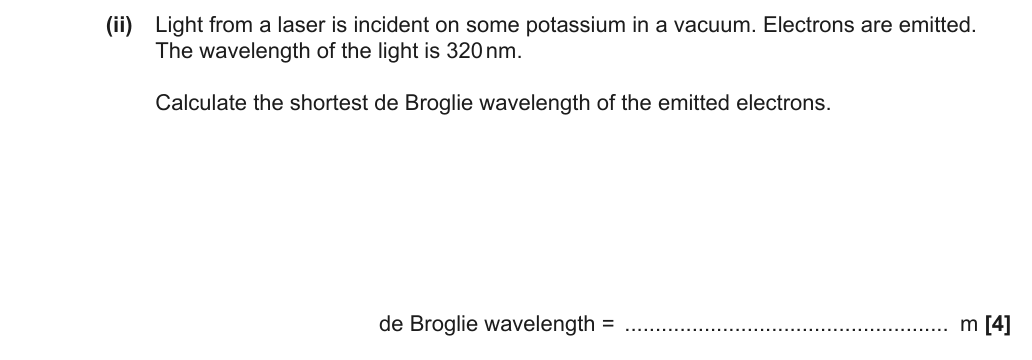 (ii) Light from a laser is incident on some potassium in a vacuum. Electrons are emitted.
The wavelength of the light is 320 nm.
Calculate the shortest de Broglie wavelength of the emitted electrons.
de Broglie wavelength = ..................................................... m [4]